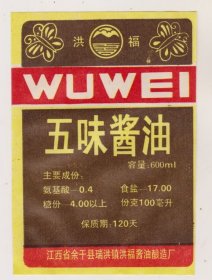 洪 福
WUWEI
五味酱油
容量:600ml
主要成份:
氨基酸—0.4 食盐—17.00
糖份—4.00以上 份克100毫升
保质期:120天
江西省余干县瑞洪镇洪福酱油酿造厂